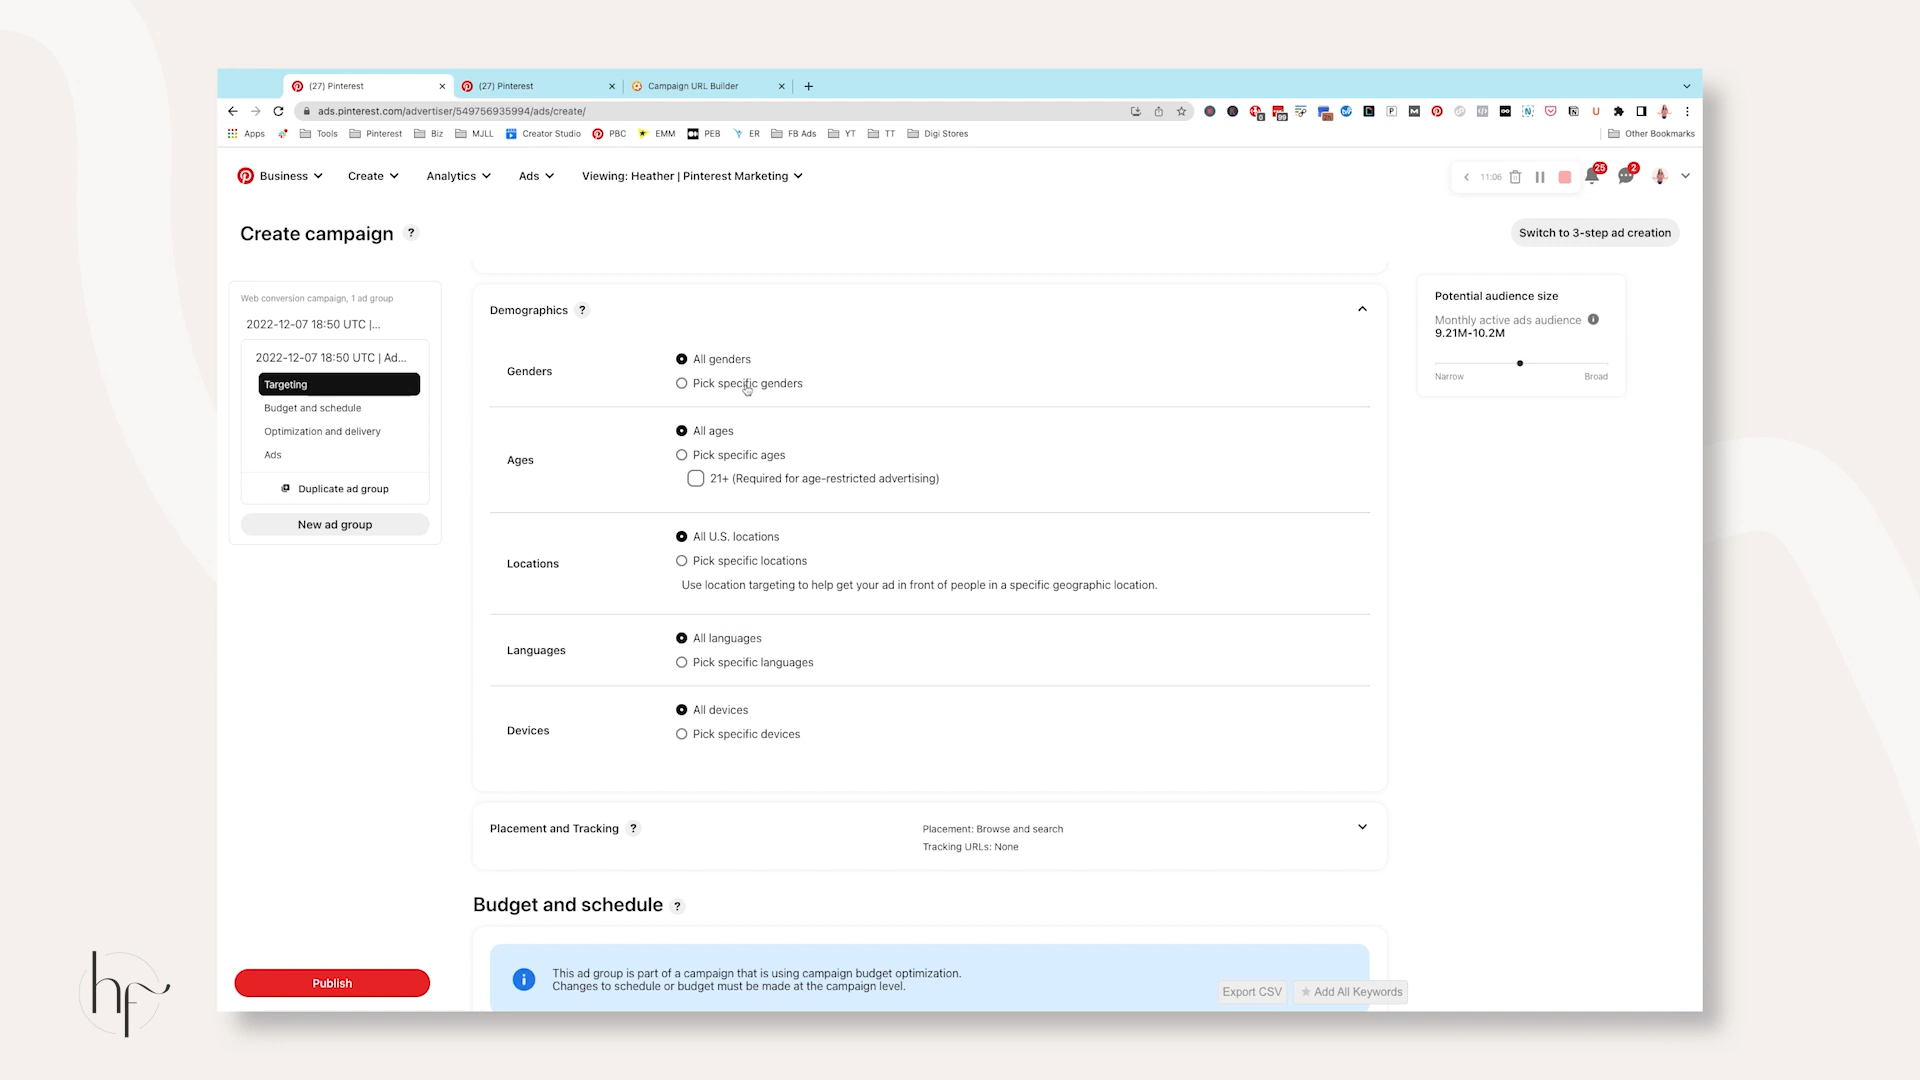 (27) Pinterest
(27) Pinterest
Campaign URL Builder
ads.pinterest.com/advertiser/549756935994/ads/create/
Apps
Tools
Pinterest
Biz
MJLL
Creator Studio
PBC
EMM
PEB
ER
FB Ads
YT
TT
Digi Stores
Other Bookmarks
Business
Create
Analytics
Ads
Viewing: Heather | Pinterest Marketing
11:06
25
2
Create campaign ?
Switch to 3-step ad creation
Web conversion campaign, 1 ad group
2022-12-07 18:50 UTC |...
2022-12-07 18:50 UTC | Ad...
Targeting
Budget and schedule
Optimization and delivery
Ads
Duplicate ad group
New ad group
Publish
Demographics ?
Genders
All genders
Pick specific genders
Ages
All ages
Pick specific ages
21+ (Required for age-restricted advertising)
Locations
All U.S. locations
Pick specific locations
Use location targeting to help get your ad in front of people in a specific geographic location.
Languages
All languages
Pick specific languages
Devices
All devices
Pick specific devices
Placement and Tracking ?
Placement: Browse and search
Tracking URLs: None
Budget and schedule ?
This ad group is part of a campaign that is using campaign budget optimization.
Changes to schedule or budget must be made at the campaign level.
Export CSV
Add All Keywords
Potential audience size
Monthly active ads audience
9.21M-10.2M
Narrow
Broad
hf